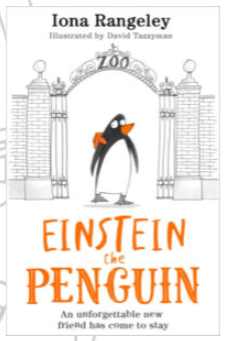 Iona Rangeley
Illustrated by David Tazzyman
ZOO
EINSTEIN
the
PENGUIN
An unforgettable new
friend has come to stay